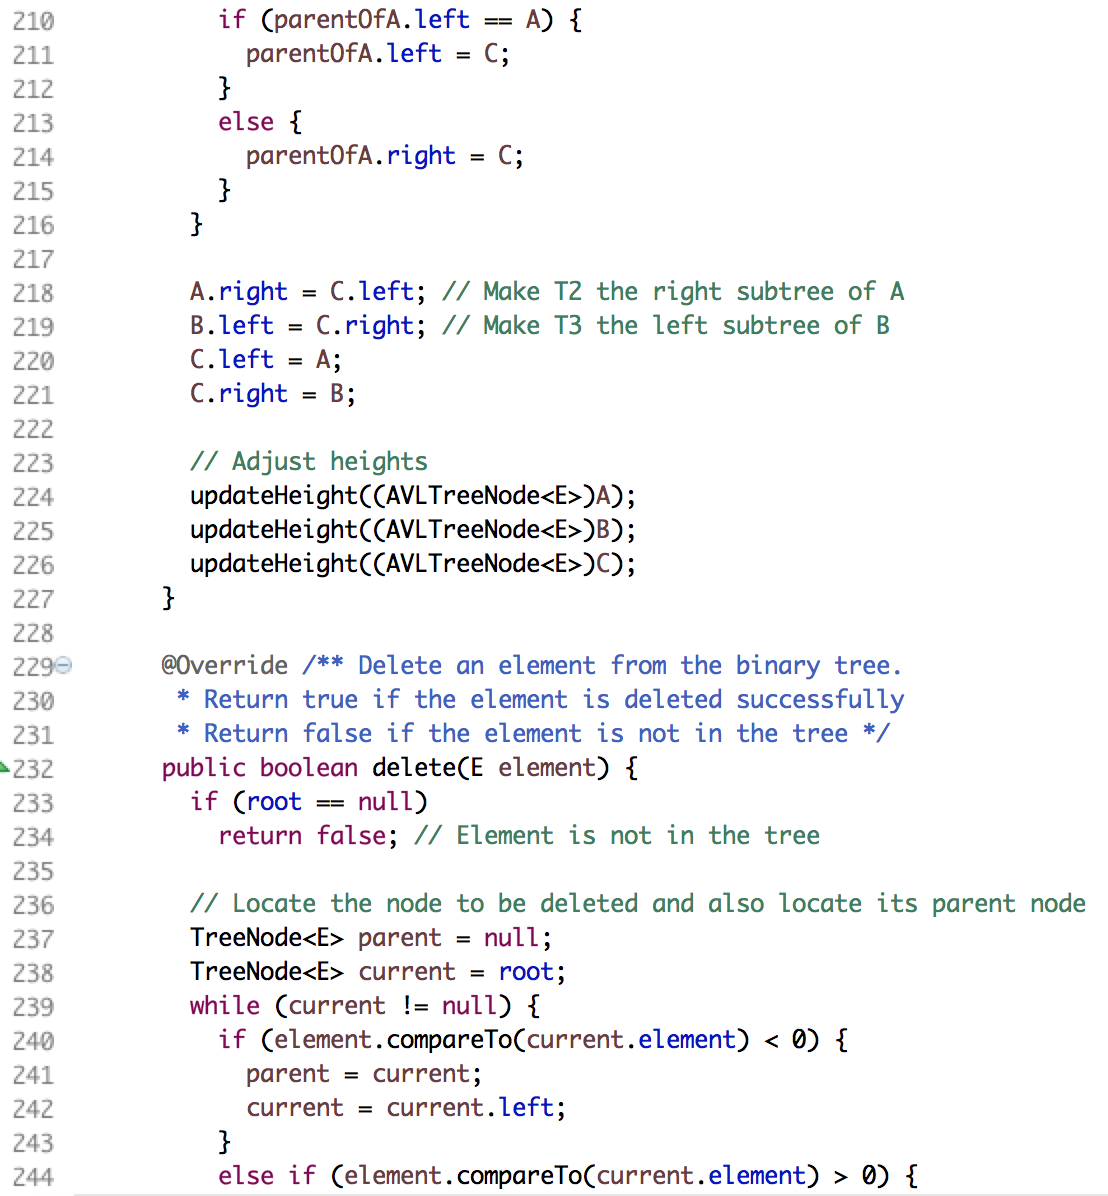 210 if (parentOfA.left == A) {
211 parentOfA.left = C;
212 }
213 else {
214 parentOfA.right = C;
215 }
216 }
217
218 A.right = C.left; // Make T2 the right subtree of A
219 B.left = C.right; // Make T3 the left subtree of B
220 C.left = A;
221 C.right = B;
222
223 // Adjust heights
224 updateHeight((AVLTreeNode<E>)A);
225 updateHeight((AVLTreeNode<E>)B);
226 updateHeight((AVLTreeNode<E>)C);
227 }
228
229 @Override /** Delete an element from the binary tree.
230 * Return true if the element is deleted successfully
231 * Return false if the element is not in the tree */
232 public boolean delete(E element) {
233 if (root == null)
234 return false; // Element is not in the tree
235
236 // Locate the node to be deleted and also locate its parent node
237 TreeNode<E> parent = null;
238 TreeNode<E> current = root;
239 while (current != null) {
240 if (element.compareTo(current.element) < 0) {
241 parent = current;
242 current = current.left;
243 }
244 else if (element.compareTo(current.element) > 0) {